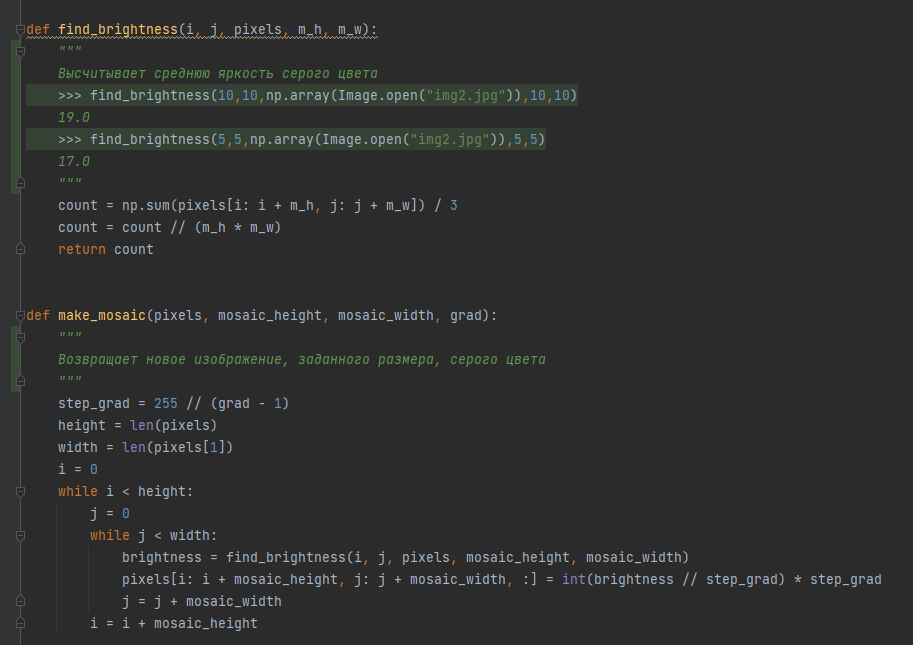 def find_brightness(i, j, pixels, m_h, m_w):
"""
Высчитывает среднюю яркость серого цвета
>>> find_brightness(10,10,np.array(Image.open("img2.jpg")),10,10)
19.0
>>> find_brightness(5,5,np.array(Image.open("img2.jpg")),5,5)
17.0
"""
count = np.sum(pixels[i: i + m_h, j: j + m_w]) / 3
count = count // (m_h * m_w)
return count
def make_mosaic(pixels, mosaic_height, mosaic_width, grad):
"""
Возвращает новое изображение, заданного размера, серого цвета
"""
step_grad = 255 // (grad - 1)
height = len(pixels)
width = len(pixels[1])
i = 0
while i < height:
j = 0
while j < width:
brightness = find_brightness(i, j, pixels, mosaic_height, mosaic_width)
pixels[i: i + mosaic_height, j: j + mosaic_width, :] = int(brightness // step_grad) * step_grad
j = j + mosaic_width
i = i + mosaic_height